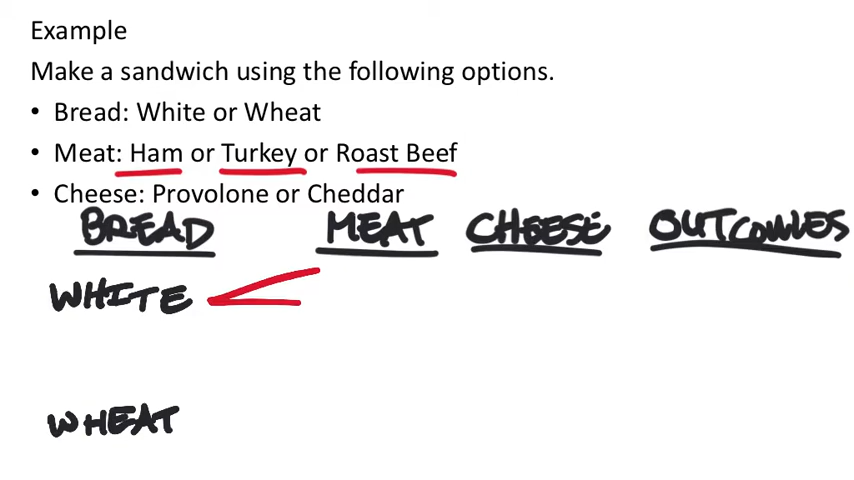 Example
Make a sandwich using the following options.
• Bread: White or Wheat
• Meat: Ham or Turkey or Roast Beef
• Cheese: Provolone or Cheddar
BREAD MEAT CHEESE OUTCOMES
WHITE
WHEAT